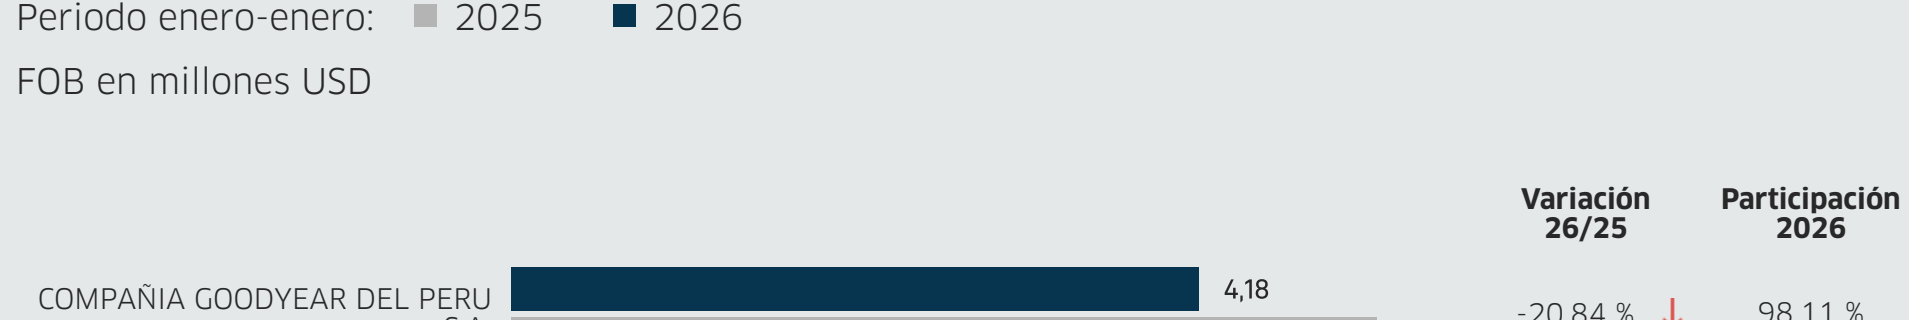 Periodo enero-enero: 2025 2026
FOB en millones USD
Variación Participación
26/25 2026
COMPAÑIA GOODYEAR DEL PERU 4,18
S.A. -20,84 % 98,11 %